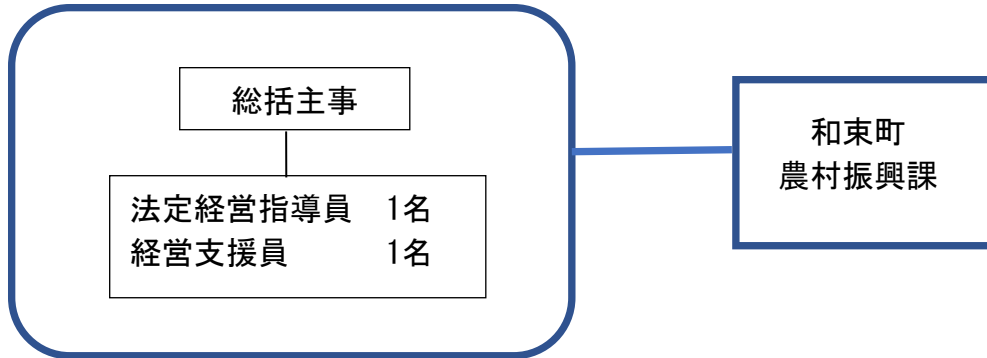 総括主事
法定経営指導員　1名
経営支援員　　　1名
和束町
農村振興課